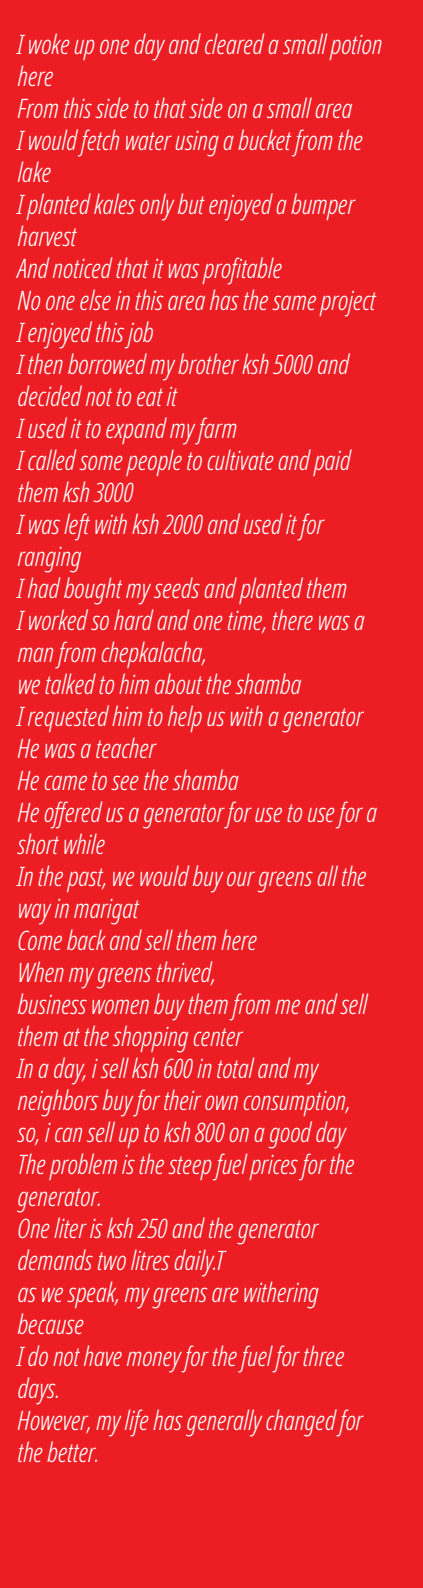 I woke up one day and cleared a small potion
here
From this side to that side on a small area
I would fetch water using a bucket from the
lake
I planted kales only but enjoyed a bumper
harvest
And noticed that it was profitable
No one else in this area has the same project
I enjoyed this job
I then borrowed my brother ksh 5000 and
decided not to eat it
I used it to expand my farm
I called some people to cultivate and paid
them ksh 3000
I was left with ksh 2000 and used it for
ranging
I had bought my seeds and planted them
I worked so hard and one time, there was a
man from chepkalacha,
we talked to him about the shamba
I requested him to help us with a generator
He was a teacher
He came to see the shamba
He offered us a generator for use to use for a
short while
In the past, we would buy our greens all the
way in marigat
Come back and sell them here
When my greens thrived,
business women buy them from me and sell
them at the shopping center
In a day, i sell ksh 600 in total and my
neighbors buy for their own consumption,
so, i can sell up to ksh 800 on a good day
The problem is the steep fuel prices for the
generator.
One liter is ksh 250 and the generator
demands two litres daily.T
as we speak, my greens are withering
because
I do not have money for the fuel for three
days.
However, my life has generally changed for
the better.